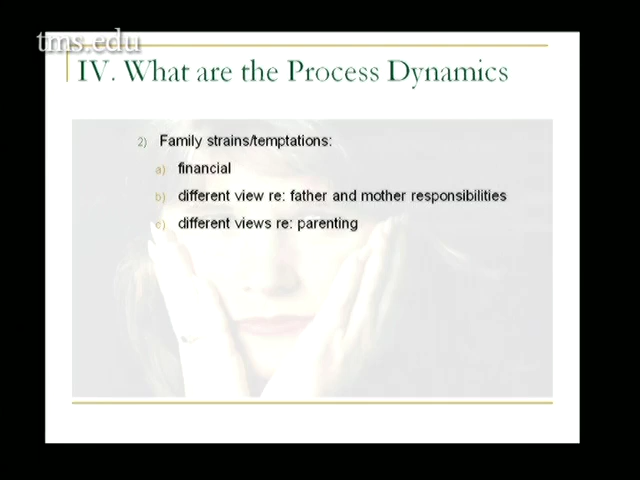 tms.edu
IV. What are the Process Dynamics
2) Family strains/temptations:
a) financial
b) different view re: father and mother responsibilities
c) different views re: parenting